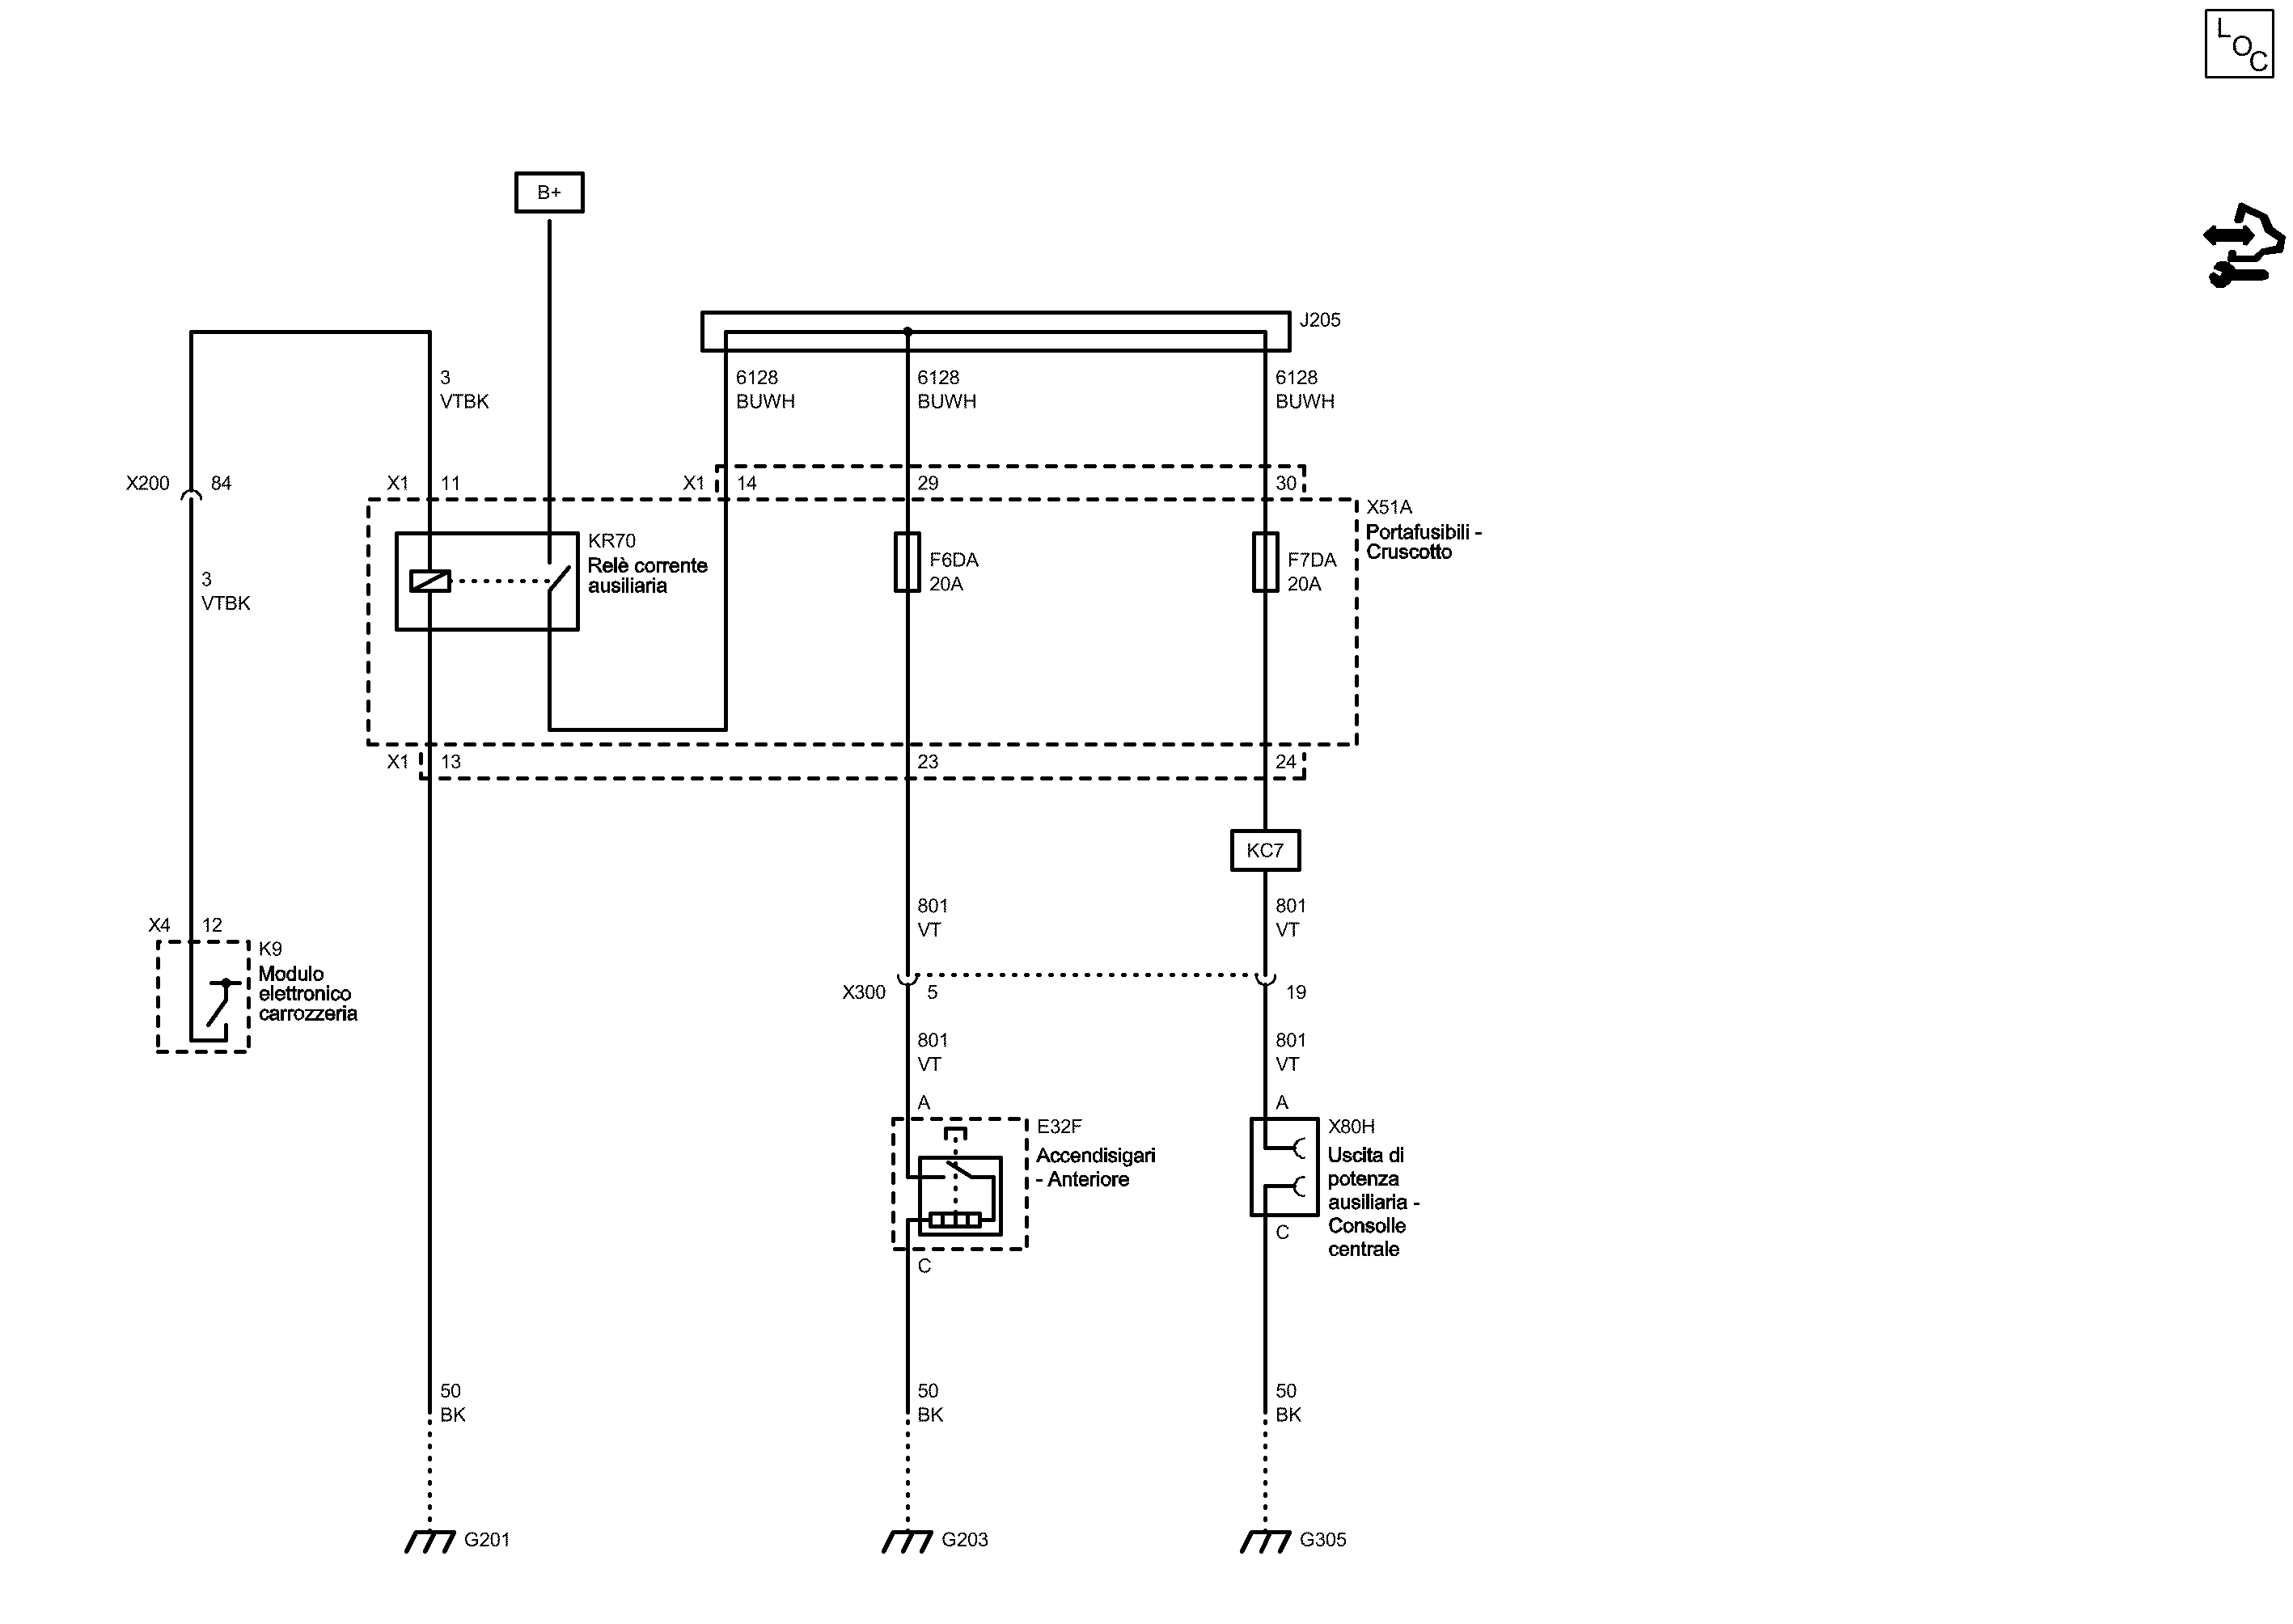 LOC
B+
J205
3
VTBK
6128
BUWH
6128
BUWH
6128
BUWH
X200
84
X1
11
X1
14
29
30
X51A
Portafusibili -
Cruscotto
KR70
Relè corrente
ausiliaria
F6DA
20A
F7DA
20A
3
VTBK
X1
13
23
24
KC7
801
VT
801
VT
X4
12
K9
Modulo
elettronico
carrozzeria
X300
5
19
801
VT
801
VT
A
A
E32F
Accendisigari
- Anteriore
X80H
Uscita di
potenza
ausiliaria -
Consolle
centrale
C
C
50
BK
50
BK
50
BK
G201
G203
G305